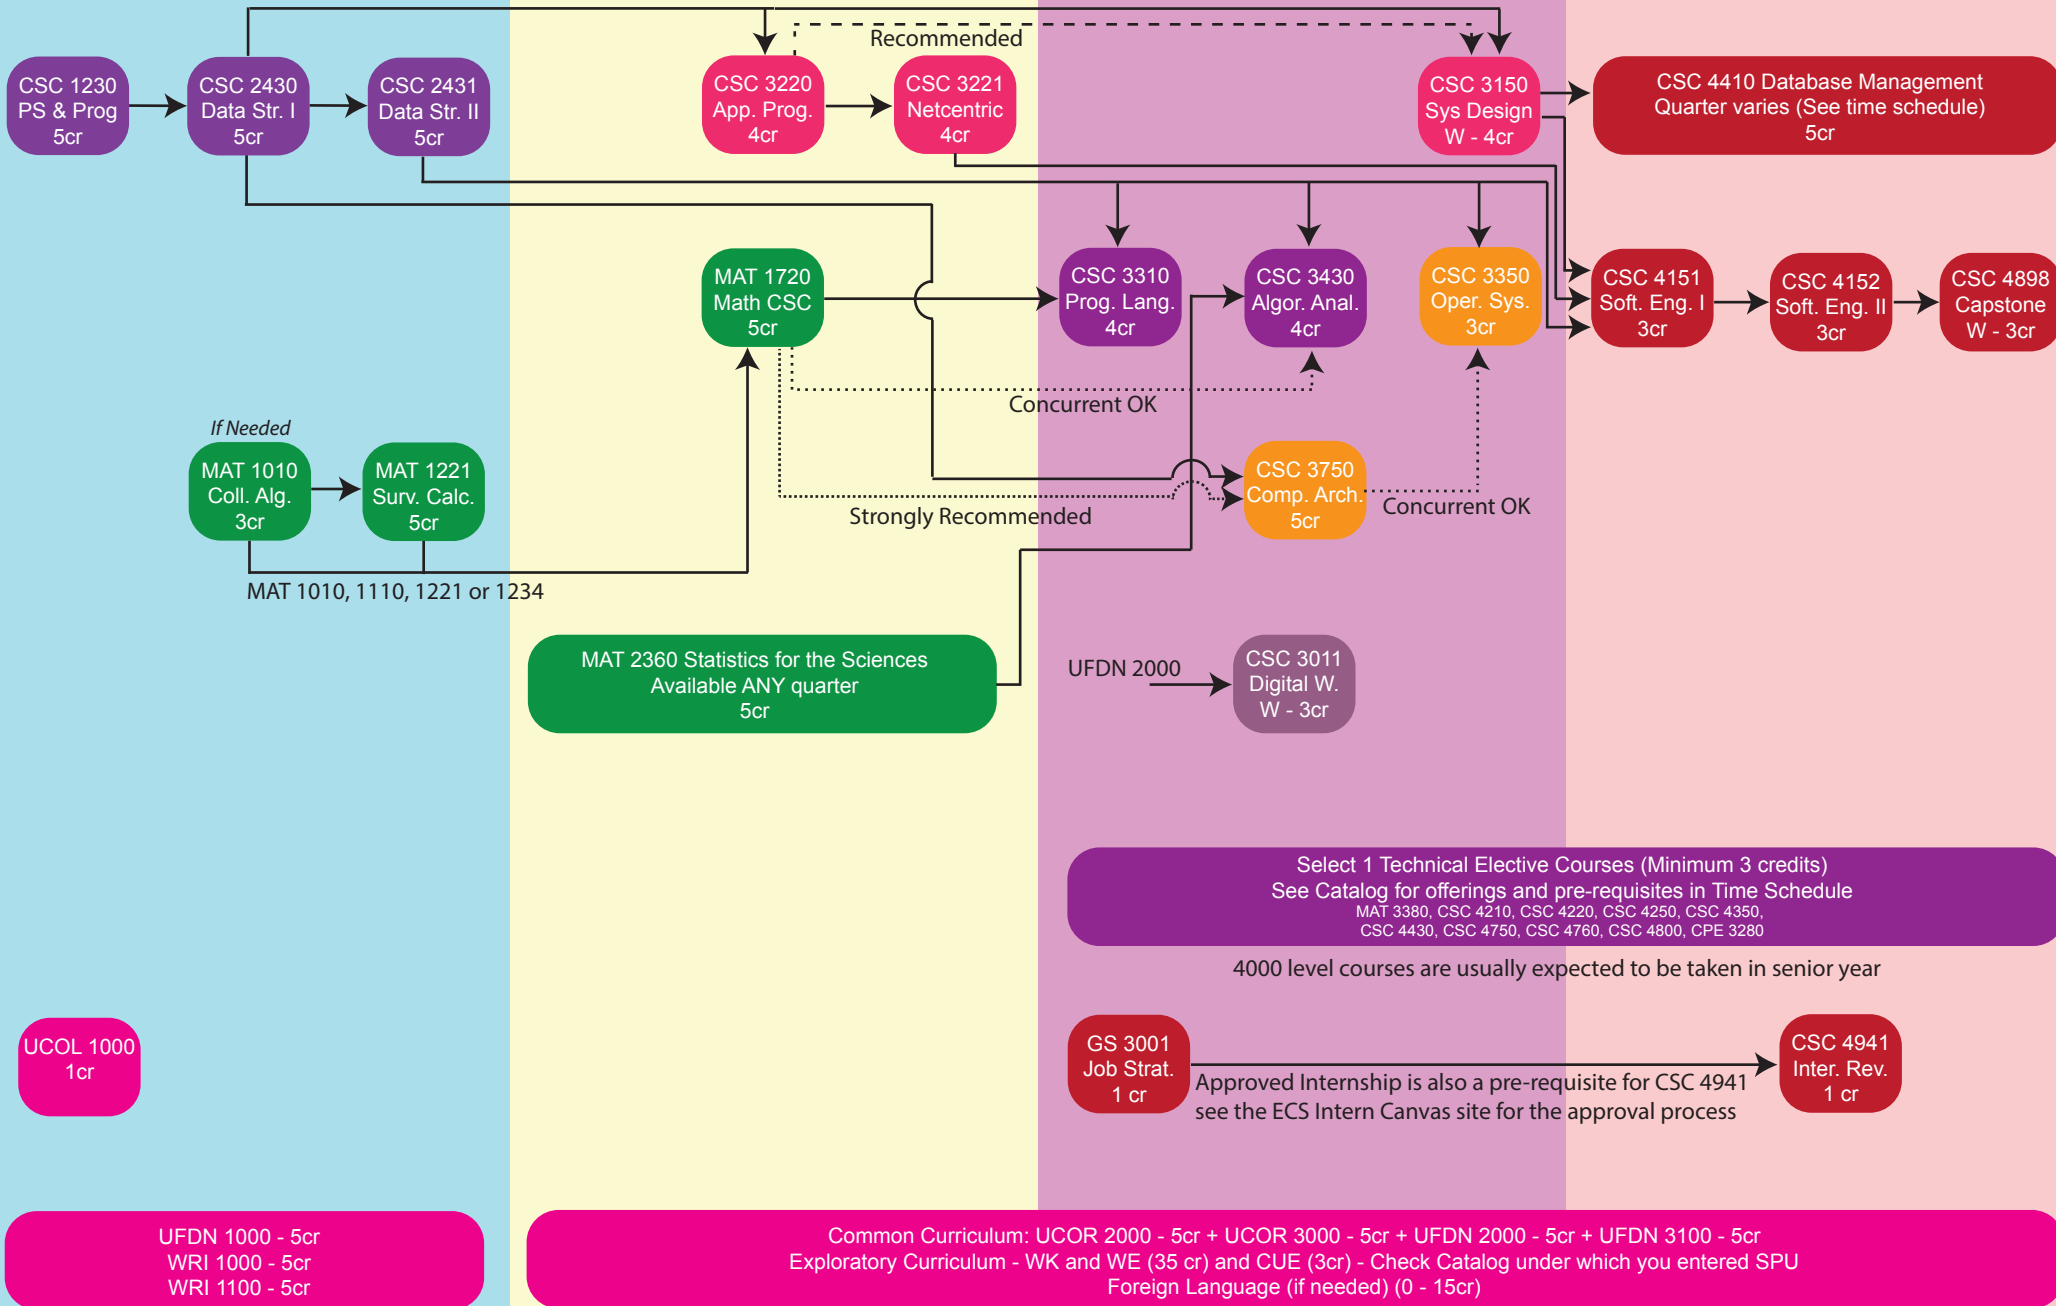 Recommended
CSC 1230
PS & Prog
5cr
CSC 2430
Data Str. I
5cr
CSC 2431
Data Str. II
5cr
CSC 3220
App. Prog.
4cr
CSC 3221
Netcentric
4cr
CSC 3150
Sys Design
W - 4cr
CSC 4410 Database Management
Quarter varies (See time schedule)
5cr
MAT 1720
Math CSC
5cr
CSC 3310
Prog. Lang.
4cr
CSC 3430
Algor. Anal.
4cr
CSC 3350
Oper. Sys.
3cr
CSC 4151
Soft. Eng. I
3cr
CSC 4152
Soft. Eng. II
3cr
CSC 4898
Capstone
W - 3cr
Concurrent OK
If Needed
MAT 1010
Coll. Alg.
3cr
MAT 1221
Surv. Calc.
5cr
CSC 3750
Comp. Arch.
5cr
Strongly Recommended
Concurrent OK
MAT 1010, 1110, 1221 or 1234
MAT 2360 Statistics for the Sciences
Available ANY quarter
5cr
UFDN 2000
CSC 3011
Digital W.
W - 3cr
Select 1 Technical Elective Courses (Minimum 3 credits)
See Catalog for offerings and pre-requisites in Time Schedule
MAT 3380, CSC 4210, CSC 4220, CSC 4250, CSC 4350,
CSC 4430, CSC 4750, CSC 4760, CSC 4800, CPE 3280
4000 level courses are usually expected to be taken in senior year
UCOL 1000
1cr
GS 3001
Job Strat.
1 cr
Approved Internship is also a pre-requisite for CSC 4941
see the ECS Intern Canvas site for the approval process
CSC 4941
Inter. Rev.
1 cr
UFDN 1000 - 5cr
WRI 1000 - 5cr
WRI 1100 - 5cr
Common Curriculum: UCOR 2000 - 5cr + UCOR 3000 - 5cr + UFDN 2000 - 5cr + UFDN 3100 - 5cr
Exploratory Curriculum - WK and WE (35 cr) and CUE (3cr) - Check Catalog under which you entered SPU
Foreign Language (if needed) (0 - 15cr)